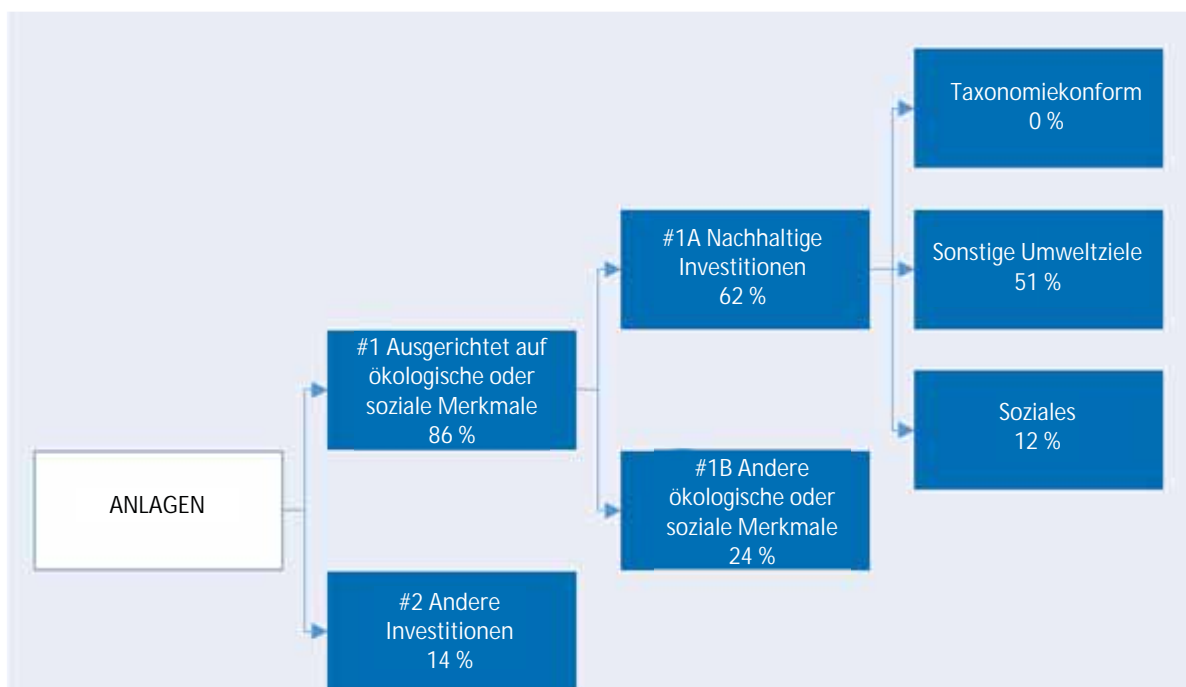 Taxonomiekonform
0 %
#1A Nachhaltige
Investitionen
62 %
Sonstige Umweltziele
51 %
#1 Ausgerichtet auf
ökologische oder
soziale Merkmale
86 %
Soziales
12 %
ANLAGEN
#1B Andere
ökologische oder
soziale Merkmale
24 %
#2 Andere
Investitionen
14 %